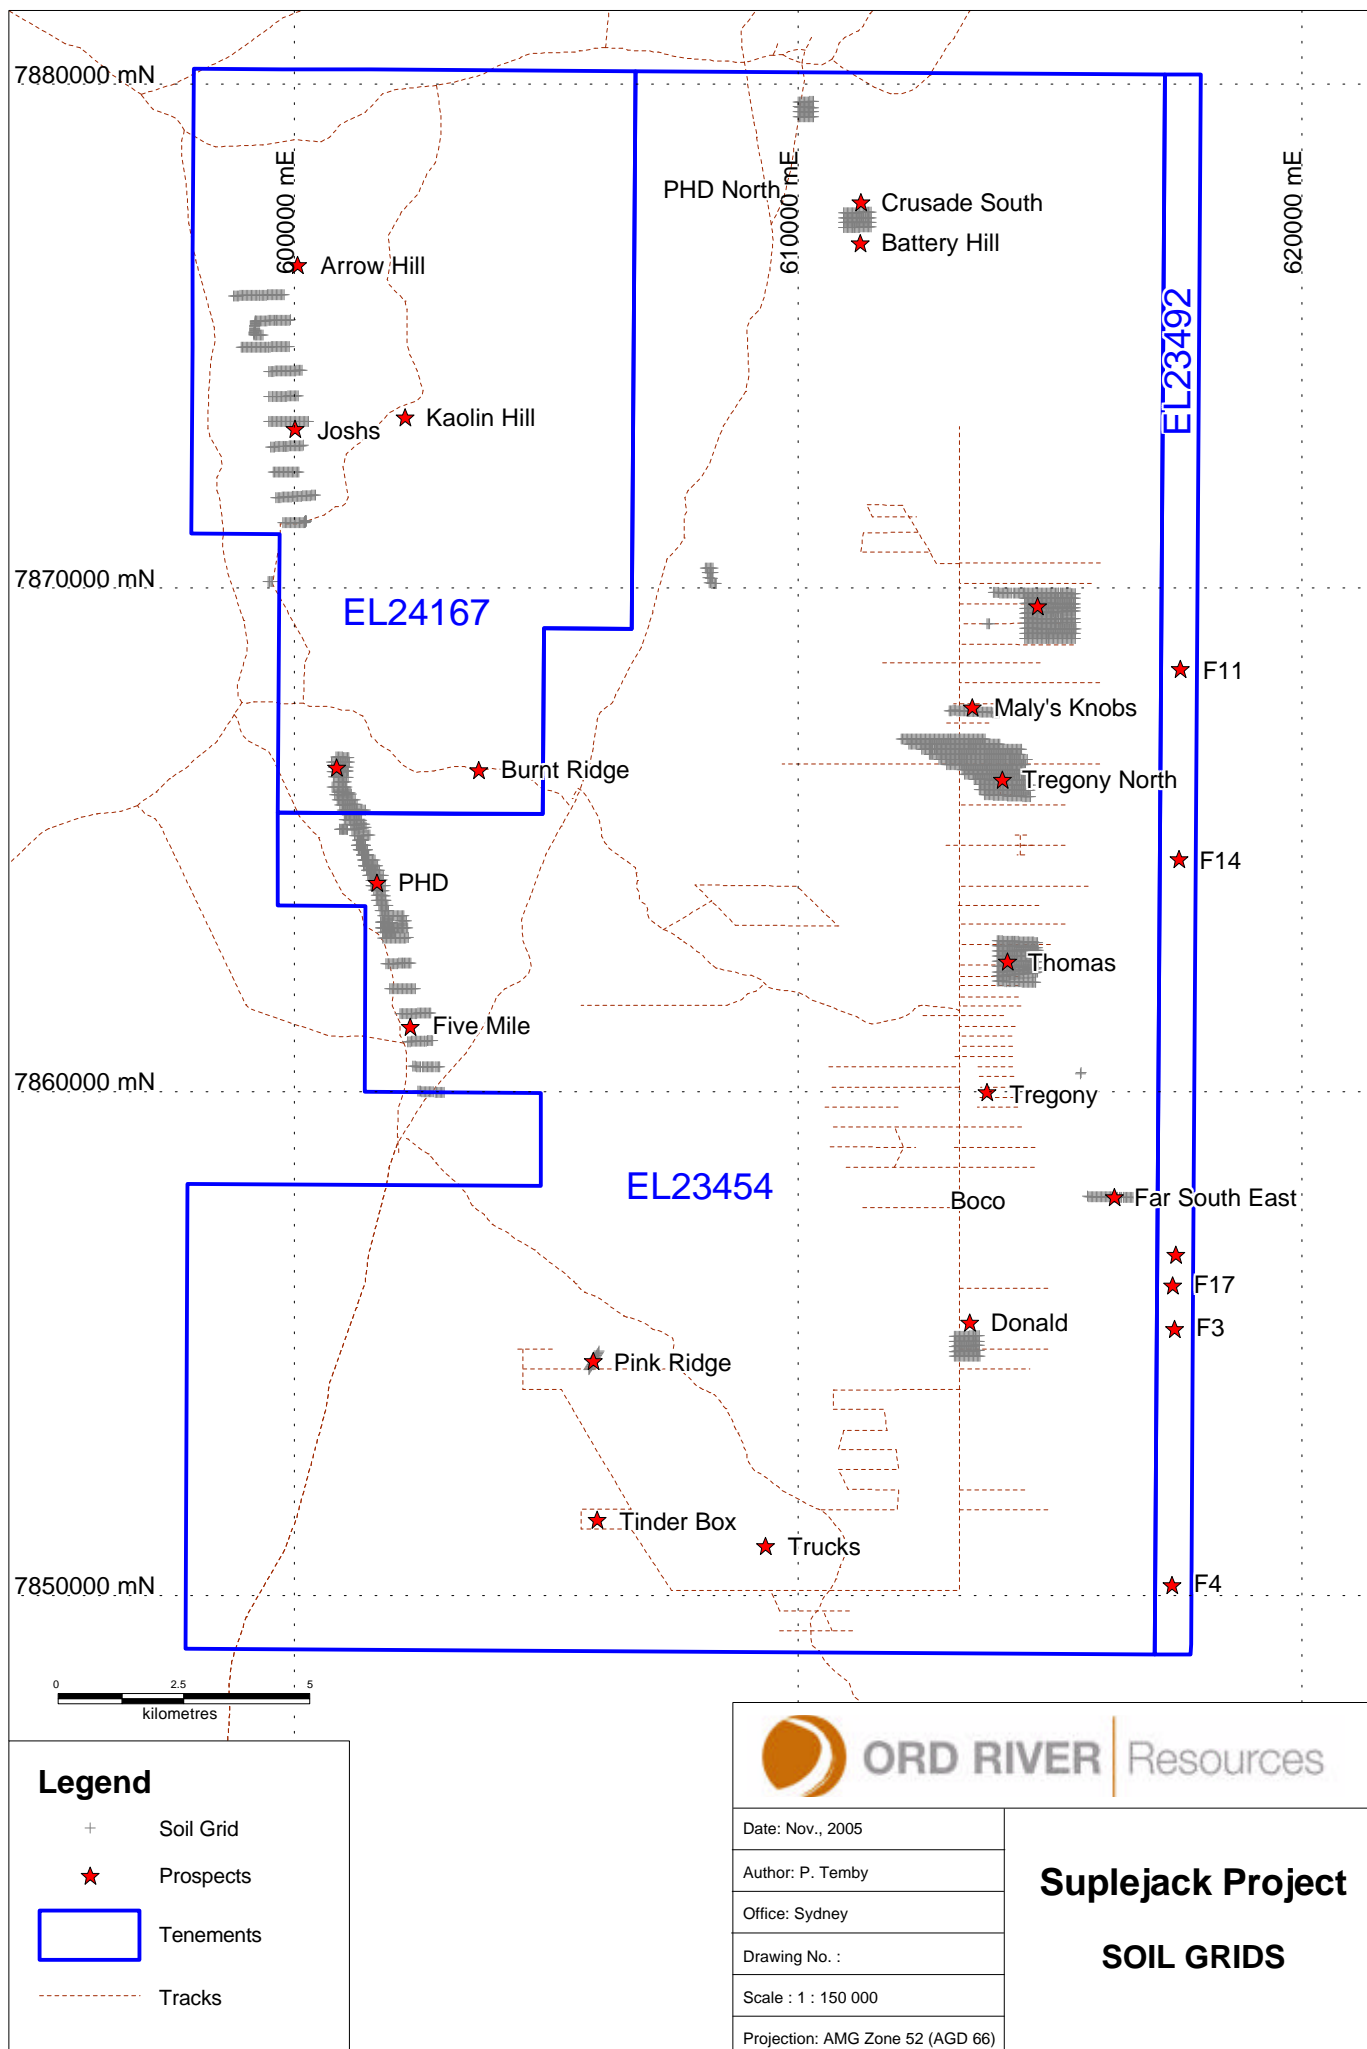 7880000 mN
600000 mE
610000 mE
620000 mE
PHD North
Crusade South
Battery Hill
Arrow Hill
EL23492
Kaolin Hill
Joshs
7870000 mN
EL24167
F11
Maly's Knobs
Burnt Ridge
Tregony North
F14
PHD
Thomas
Five Mile
7860000 mN
Tregony
EL23454
Boco
Far South East
F17
Donald
F3
Pink Ridge
Tinder Box
Trucks
7850000 mN
F4
0 2.5 5
kilometres
Legend
Soil Grid
Prospects
Tenements
Tracks
ORD RIVER Resources
Date: Nov., 2005
Author: P. Temby
Office: Sydney
Drawing No. :
Scale : 1 : 150 000
Projection: AMG Zone 52 (AGD 66)
Suplejack Project
SOIL GRIDS